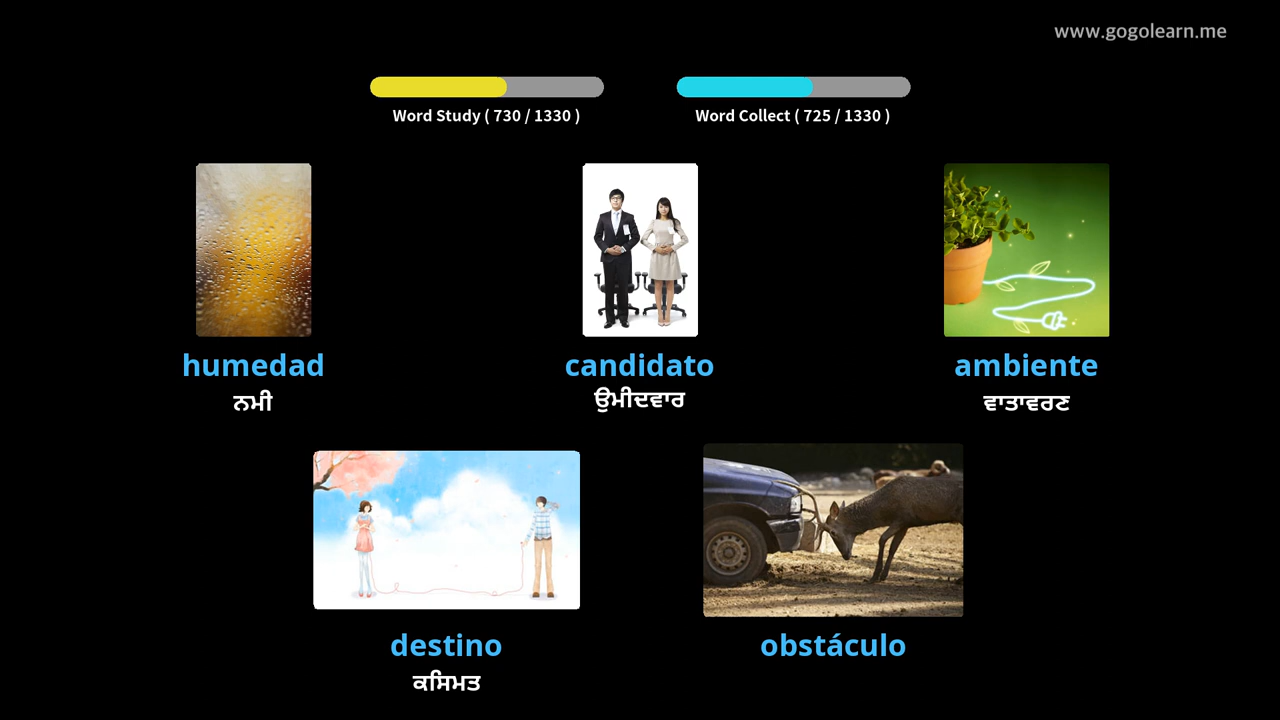 www.gogolearn.me
Word Study ( 730 / 1330 )
Word Collect ( 725 / 1330 )
humedad
ਨਮੀ
candidato
ਉਮੀਦਵਾਰ
ambiente
ਵਾਤਾਵਰਣ
destino
ਕਿਸਮਤ
obstáculo